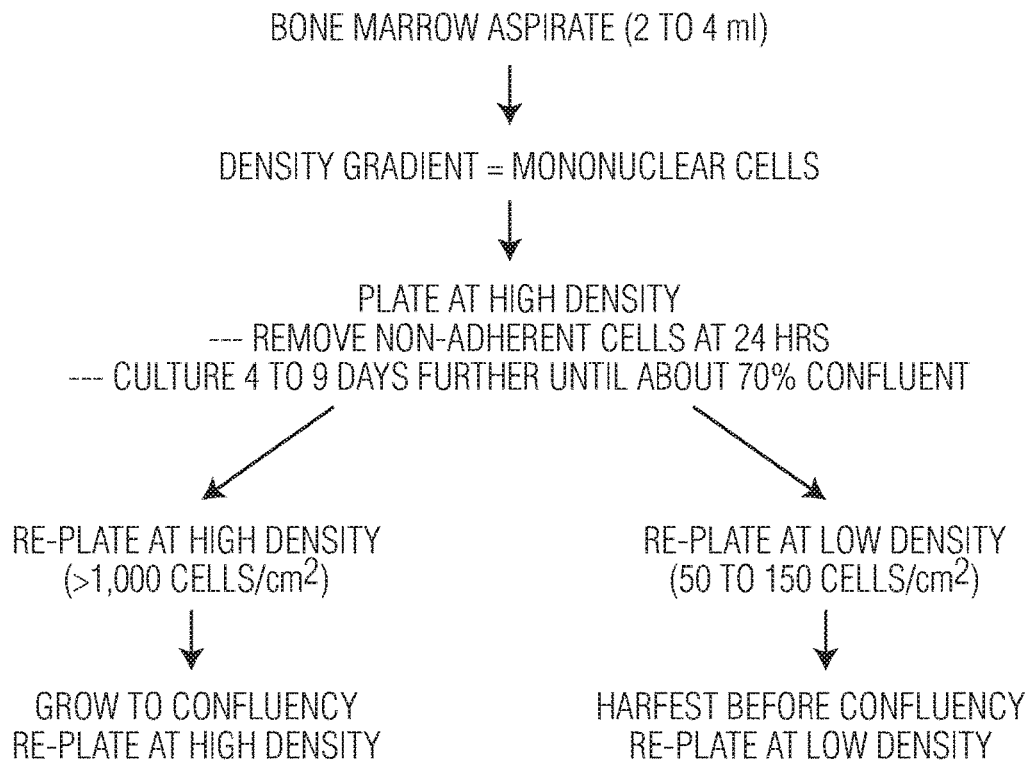 BONE MARROW ASPIRATE (2 TO 4 ml)
DENSITY GRADIENT = MONONUCLEAR CELLS
PLATE AT HIGH DENSITY
--- REMOVE NON-ADHERENT CELLS AT 24 HRS
--- CULTURE 4 TO 9 DAYS FURTHER UNTIL ABOUT 70% CONFLUENT
RE-PLATE AT HIGH DENSITY
(>1,000 CELLS/cm²)
GROW TO CONFLUENCY
RE-PLATE AT HIGH DENSITY
RE-PLATE AT LOW DENSITY
(50 TO 150 CELLS/cm²)
HARFEST BEFORE CONFLUENCY
RE-PLATE AT LOW DENSITY